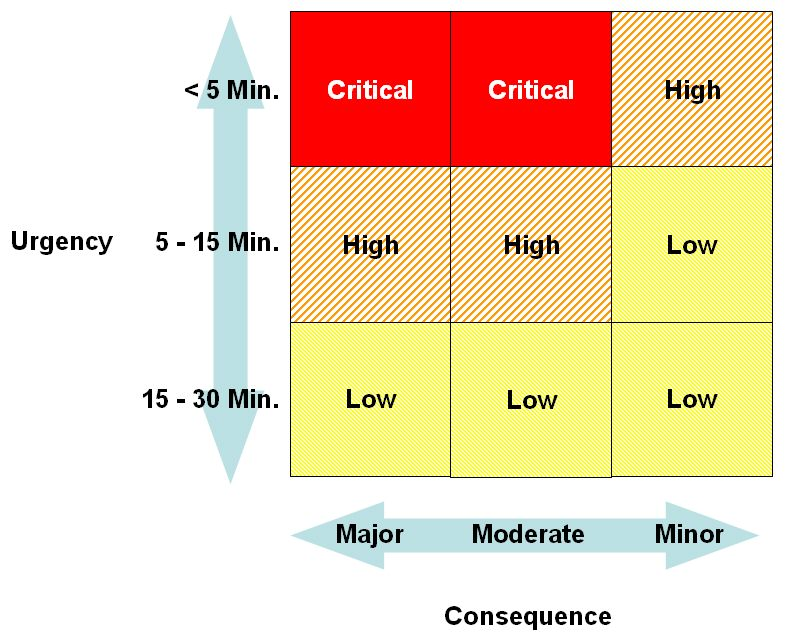 < 5 Min. Critical Critical High
Urgency 5 - 15 Min. High High Low
15 - 30 Min. Low Low Low
Major Moderate Minor
Consequence